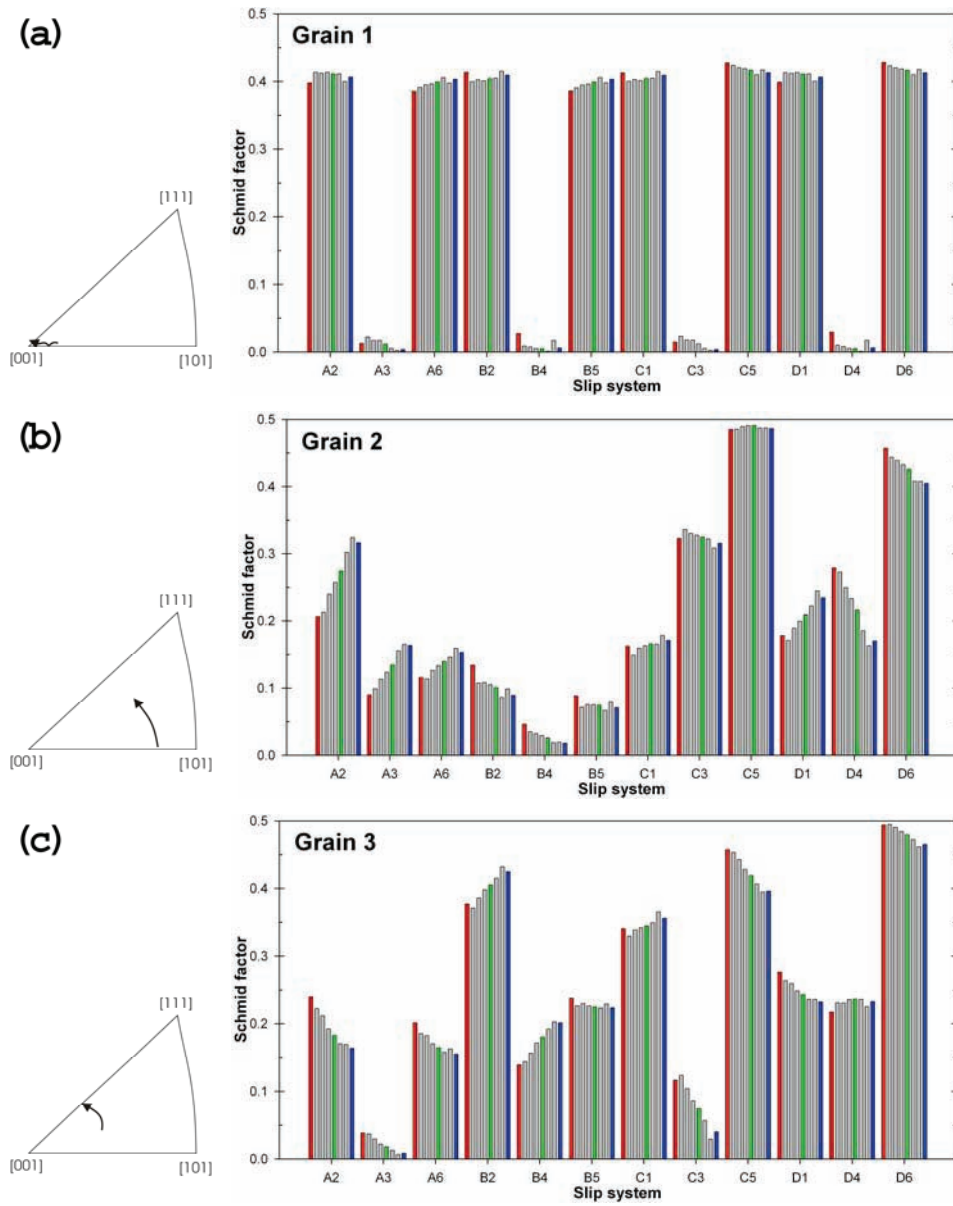 (a)
Grain 1
Schmid factor
0.5
0.4
0.3
0.2
0.1
0.0
A2 A3 A6 B2 B4 B5 C1 C3 C5 D1 D4 D6
Slip system
[111]
[001]
[101]
(b)
Grain 2
Schmid factor
0.5
0.4
0.3
0.2
0.1
0.0
A2 A3 A6 B2 B4 B5 C1 C3 C5 D1 D4 D6
Slip system
[111]
[001]
[101]
(c)
Grain 3
Schmid factor
0.5
0.4
0.3
0.2
0.1
0.0
A2 A3 A6 B2 B4 B5 C1 C3 C5 D1 D4 D6
Slip system
[111]
[001]
[101]